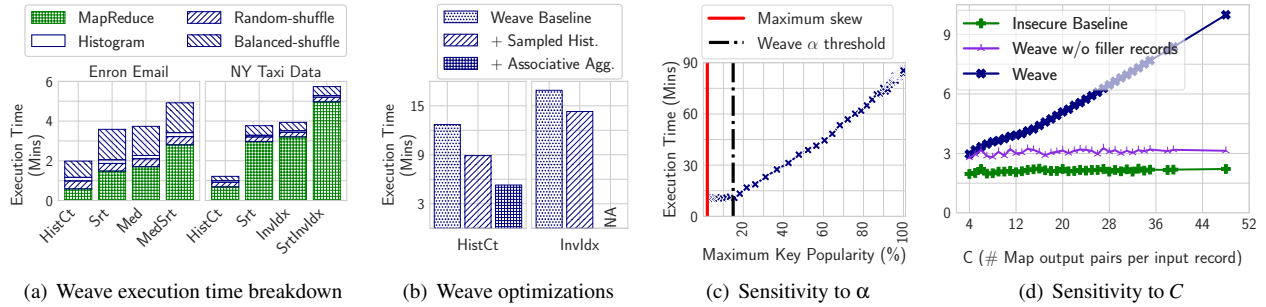 MapReduce
Random-shuffle
Histogram
Balanced-shuffle
Enron Email
NY Taxi Data
Execution Time
(Mins)
6
4
2
0
HistCt
Srt
Med
MedSrt
HistCt
Srt
InvIdx
SrtInvIdx
(a) Weave execution time breakdown
Weave Baseline
+ Sampled Hist.
+ Associative Agg.
Execution Time
(Mins)
15
9
3
NA
HistCt
InvIdx
(b) Weave optimizations
Maximum skew
Weave α threshold
Execution Time (Mins)
90
60
30
0
20
40
60
80
100
Maximum Key Popularity (%)
(c) Sensitivity to α
Insecure Baseline
Weave w/o filler records
Weave
9
6
3
0
4
12
20
28
36
44
52
C (# Map output pairs per input record)
(d) Sensitivity to C